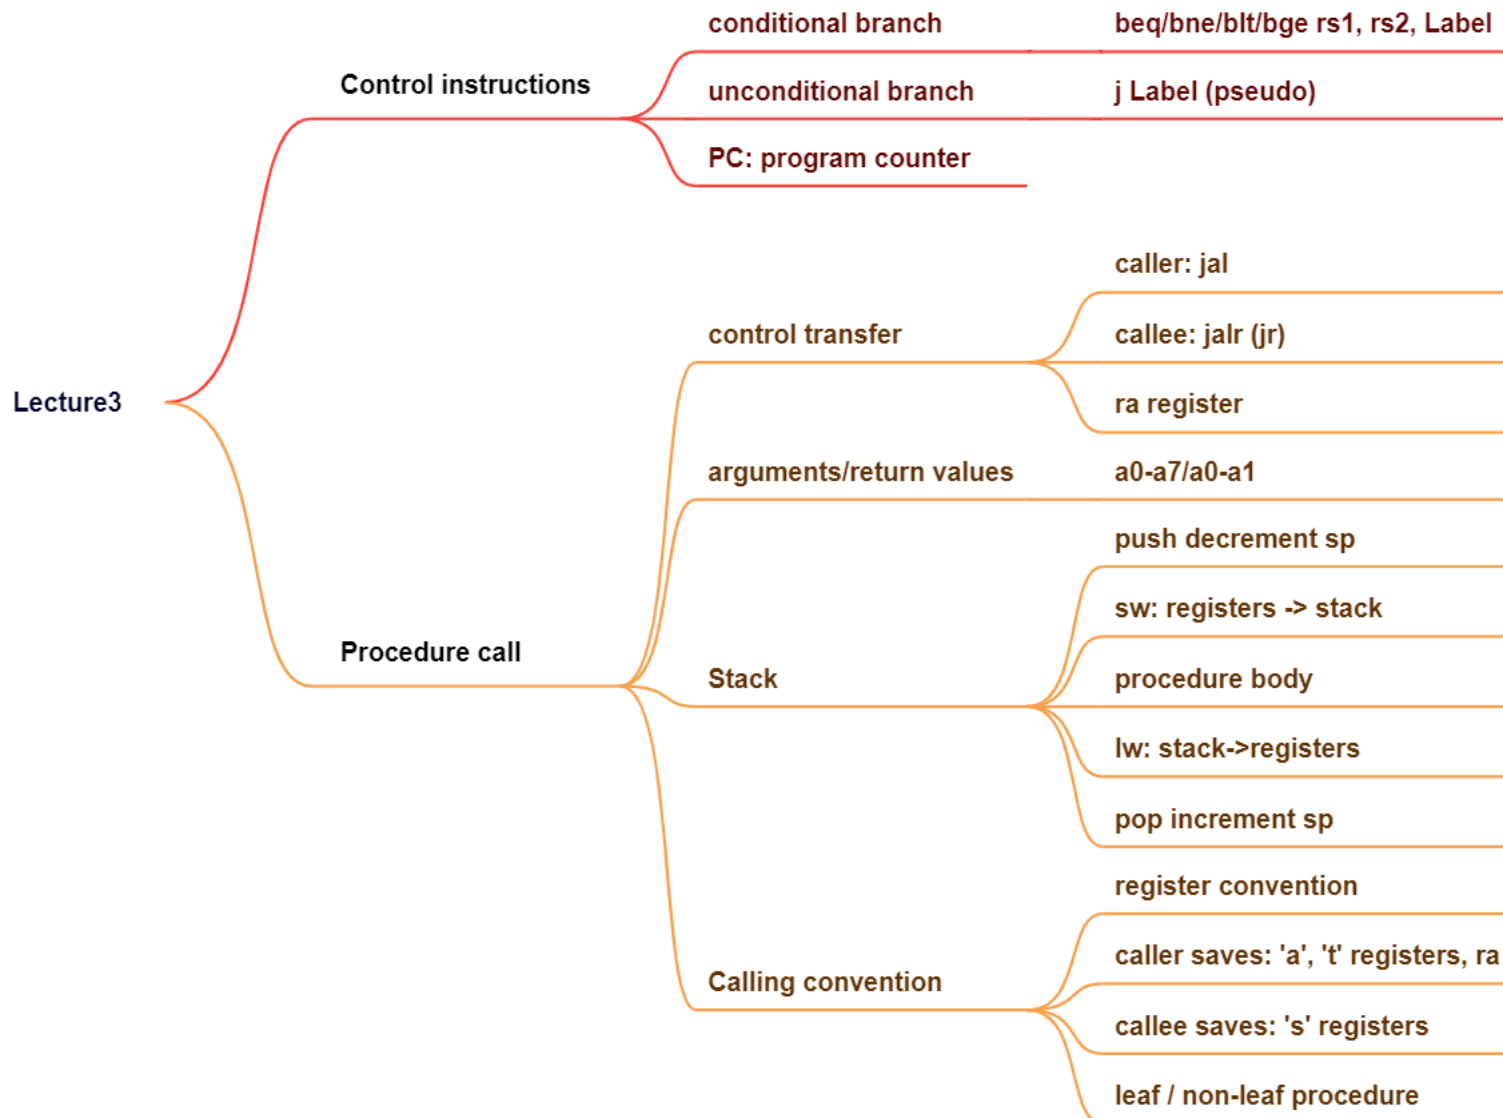 Lecture3
Control instructions
conditional branch
beq/bne/blt/bge rs1, rs2, Label
unconditional branch
j Label (pseudo)
PC: program counter
Procedure call
control transfer
caller: jal
callee: jalr (jr)
ra register
arguments/return values
a0-a7/a0-a1
Stack
push decrement sp
sw: registers -> stack
procedure body
lw: stack->registers
pop increment sp
Calling convention
register convention
caller saves: 'a', 't' registers, ra
callee saves: 's' registers
leaf / non-leaf procedure